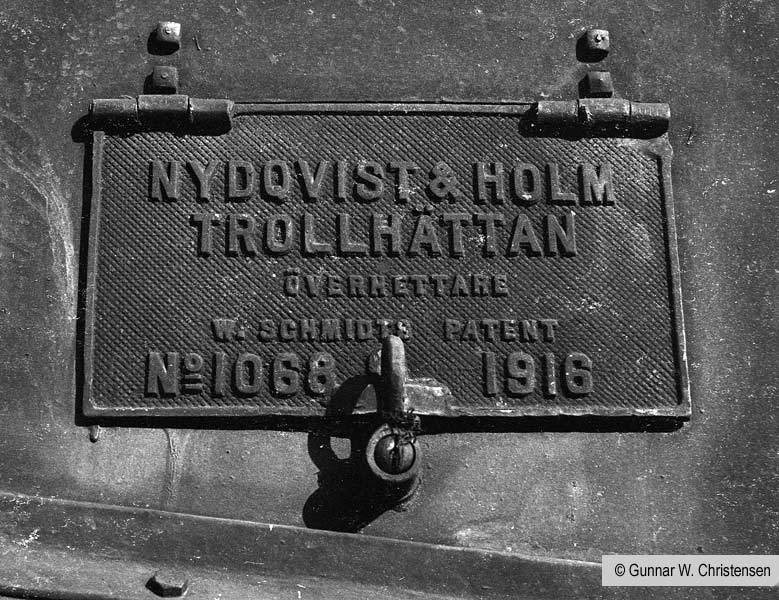 NYDQVIST & HOLM
TROLLHÄTTAN
ÖVERHETTARE
W. SCHMIDTS PATENT
No 1068 1916
© Gunnar W. Christensen